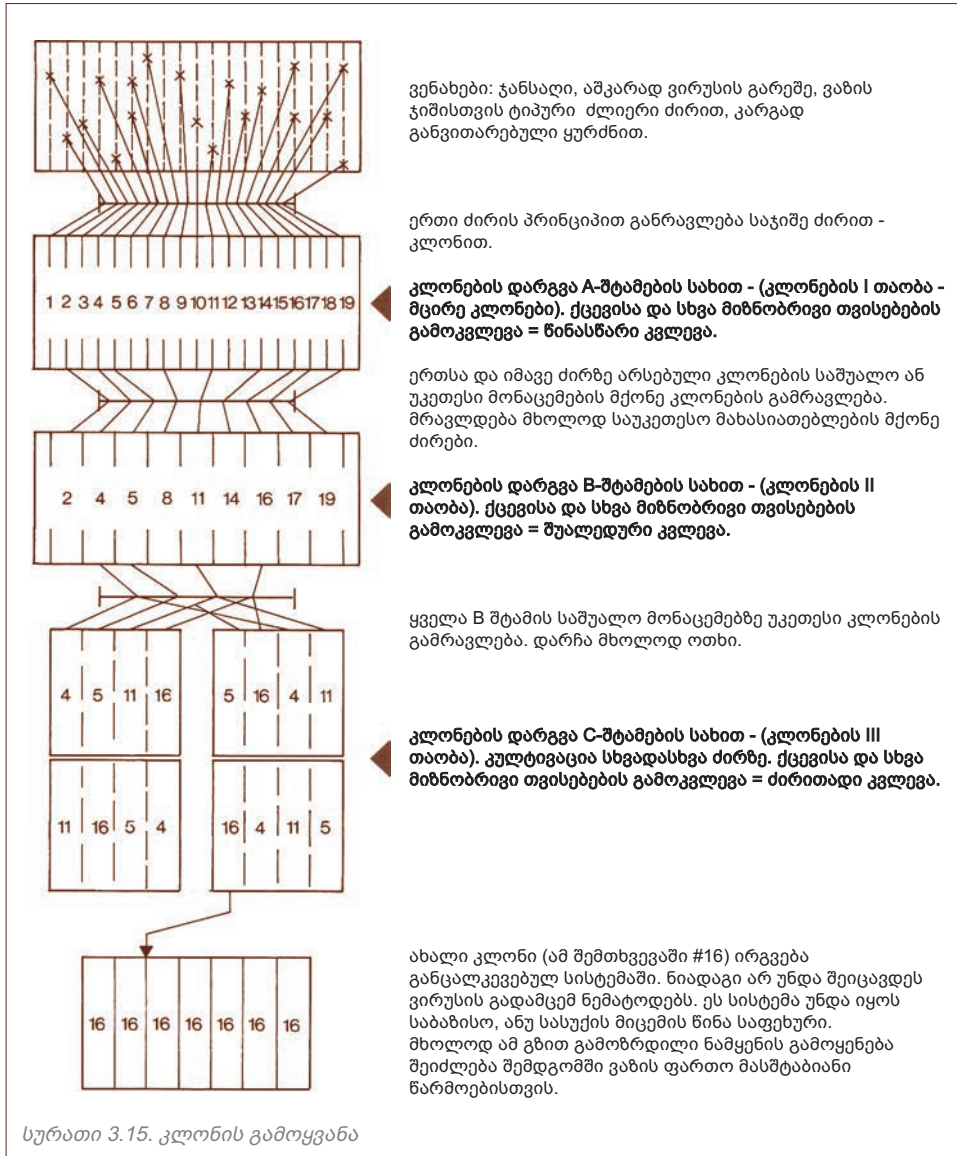 ვენახები: ჯანსაღი, აშკარად ვირუსის გარეშე, ვაზის
ჯიშისთვის ტიპური ძლიერი ძირით, კარგად
განვითარებული ყურძნით.
ერთი ძირის პრინციპით განრავლება საჯიშე ძირით -
კლონით.
1 2 3 4 5 6 7 8 9 10 11 12 13 14 15 16 17 18 19
კლონების დარგვა A-შტამების სახით - (კლონების I თაობა -
მცირე კლონები). ქცევისა და სხვა მიზნობრივი თვისებების
გამოკვლევა = წინასწარი კვლევა.
ერთსა და იმავე ძირზე არსებული კლონების საშუალო ან
უკეთესი მონაცემების მქონე კლონების გამრავლება.
მრავლდება მხოლოდ საუკეთესო მახასიათებლების მქონე
ძირები.
2 4 5 8 11 14 16 17 19
კლონების დარგვა B-შტამების სახით - (კლონების II
თაობა). ქცევისა და სხვა მიზნობრივი თვისებების
გამოკვლევა = შუალედური კვლევა.
ყველა B შტამის საშუალო მონაცემებზე უკეთესი კლონების
გამრავლება. დარჩა მხოლოდ ოთხი.
4 5 11 16 5 16 4 11
კლონების დარგვა C-შტამების სახით - (კლონების III
თაობა). კულტივაცია სხვადასხვა ძირზე. ქცევისა და სხვა
მიზნობრივი თვისებების გამოკვლევა = ძირითადი კვლევა.
11 16 5 4 16 4 11 5
ახალი კლონი (ამ შემთხვევაში #16) ირგვება
განცალკევებულ სისტემაში. ნიადაგი არ უნდა შეიცავდეს
ვირუსის გადამცემ ნემატოდებს. ეს სისტემა უნდა იყოს
საბაზისო, ანუ სასუქის მიცემის წინა საფეხური.
მხოლოდ ამ გზით გამოზრდილი ნამყენის გამოყენება
შეიძლება შემდგომში ვაზის ფართო მასშტაბიანი
წარმოებისთვის.
16 16 16 16 16 16 16
სურათი 3.15. კლონის გამოყვანა